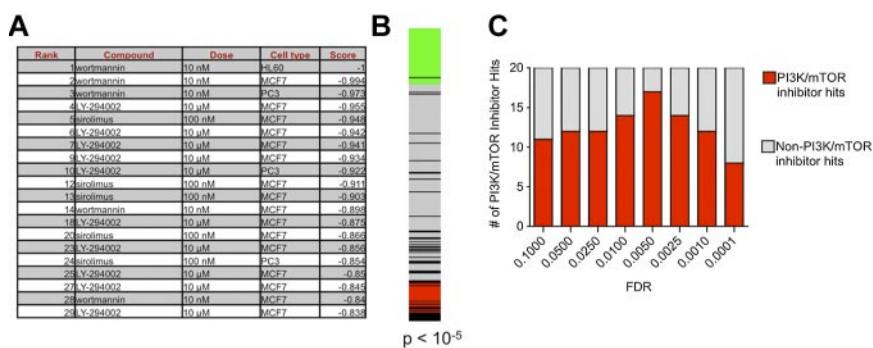 A
B
C
Rank Compound Dose Cell type Score
1 wortmannin 10 nM HL60 -1
2 wortmannin 10 nM MCF7 -0.994
3 wortmannin 10 nM PC3 -0.973
4 LY-294002 10 µM MCF7 -0.955
5 sirolimus 100 nM MCF7 -0.948
6 LY-294002 10 µM MCF7 -0.942
7 LY-294002 10 µM MCF7 -0.941
9 LY-294002 10 µM MCF7 -0.934
10 LY-294002 10 µM PC3 -0.922
12 sirolimus 100 nM MCF7 -0.911
13 sirolimus 100 nM MCF7 -0.903
14 wortmannin 10 nM MCF7 -0.898
18 LY-294002 10 µM MCF7 -0.875
20 sirolimus 100 nM MCF7 -0.866
23 LY-294002 10 µM MCF7 -0.856
24 sirolimus 100 nM PC3 -0.854
25 LY-294002 10 µM MCF7 -0.85
27 LY-294002 10 µM MCF7 -0.845
28 wortmannin 10 nM MCF7 -0.84
29 LY-294002 10 µM MCF7 -0.838
p < 10⁻⁵
# of PI3K/mTOR Inhibitor Hits
20
15
10
5
0
0.1000 0.0500 0.0250 0.0100 0.0050 0.0025 0.0010 0.0001
FDR
PI3K/mTOR
inhibitor hits
Non-PI3K/mTOR
inhibitor hits